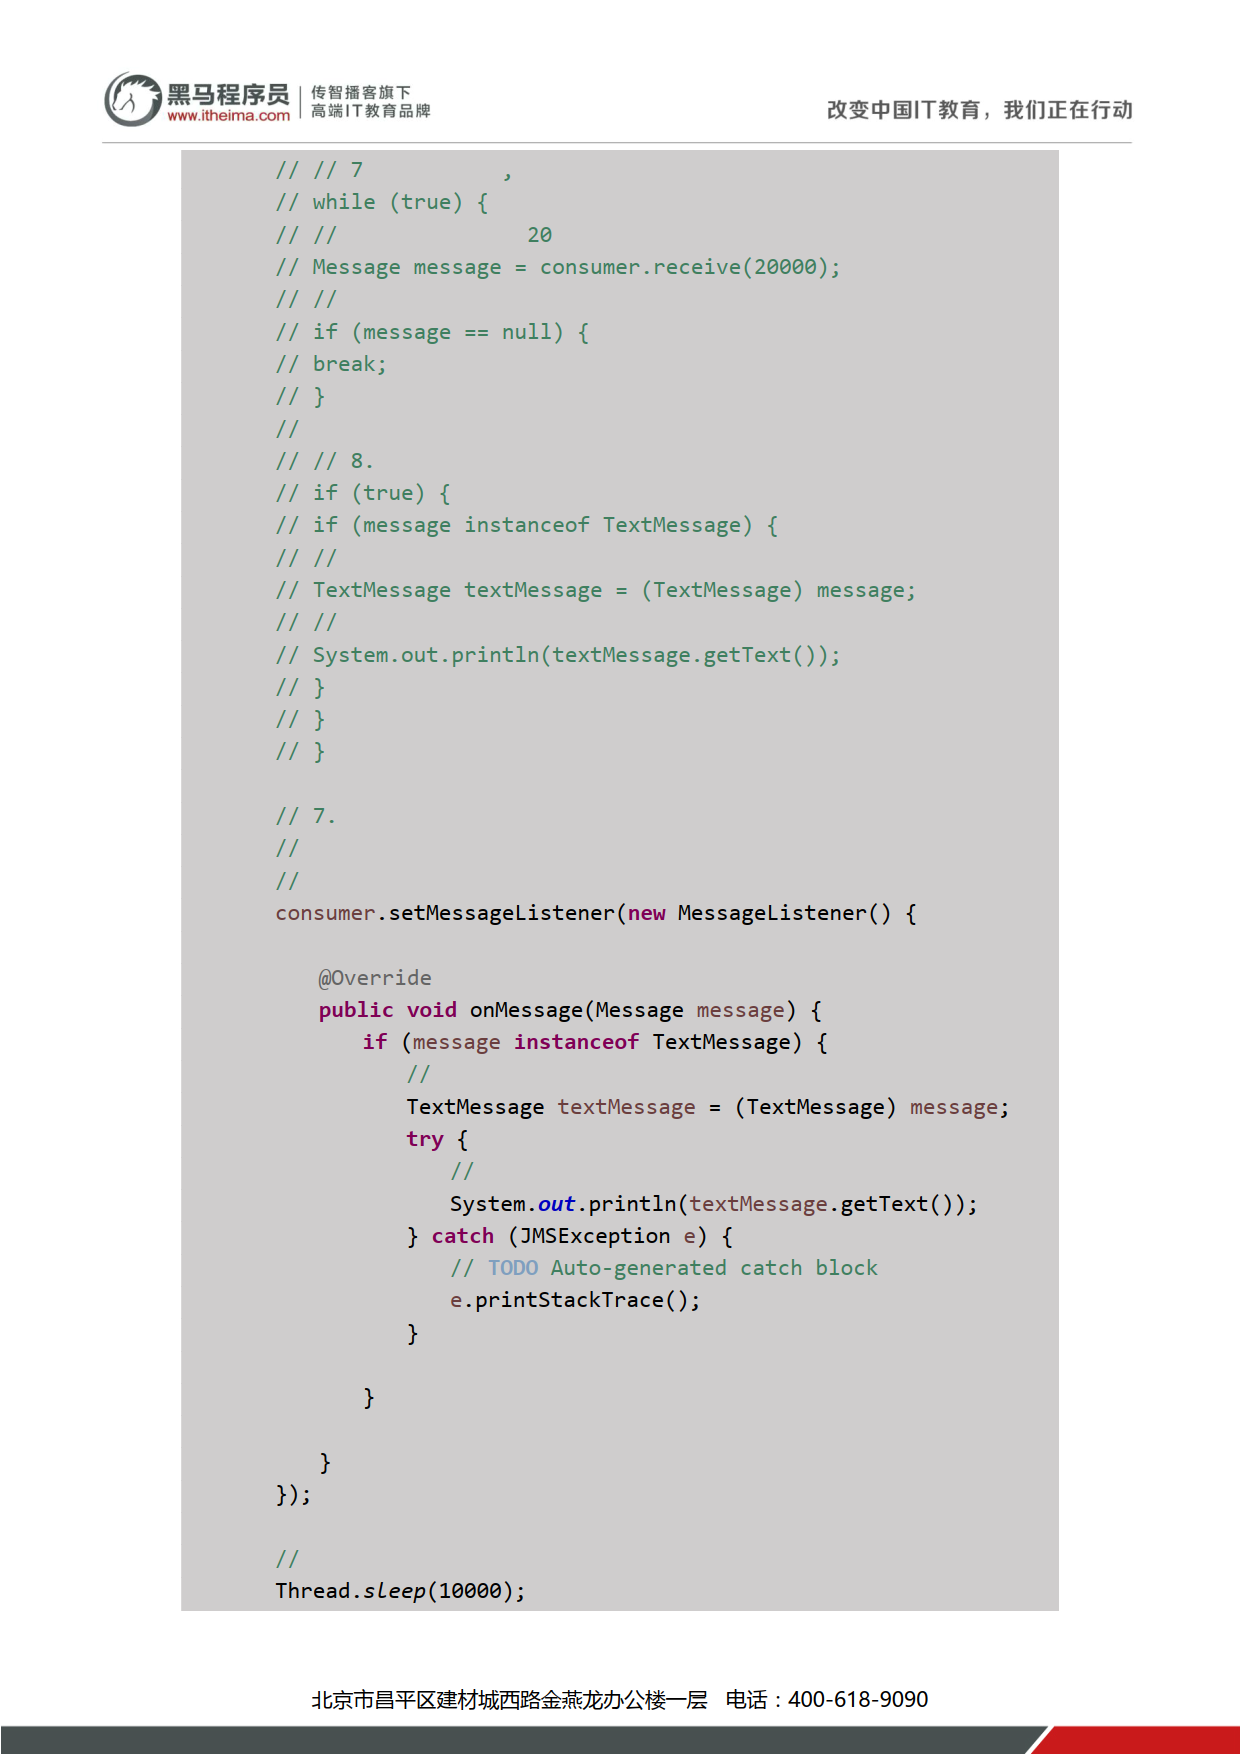 黑马程序员
www.itheima.com
传智播客旗下
高端IT教育品牌
改变中国IT教育，我们正在行动
// // 7 ,
// while (true) {
// // 20
// Message message = consumer.receive(20000);
// //
// if (message == null) {
// break;
// }
//
// // 8.
// if (true) {
// if (message instanceof TextMessage) {
// //
// TextMessage textMessage = (TextMessage) message;
// //
// System.out.println(textMessage.getText());
// }
// }
// }
// 7.
//
//
consumer.setMessageListener(new MessageListener() {
@Override
public void onMessage(Message message) {
if (message instanceof TextMessage) {
//
TextMessage textMessage = (TextMessage) message;
try {
//
System.out.println(textMessage.getText());
} catch (JMSException e) {
// TODO Auto-generated catch block
e.printStackTrace();
}
}
}
});
//
Thread.sleep(10000);
北京市昌平区建材城西路金燕龙办公楼一层 电话：400-618-9090